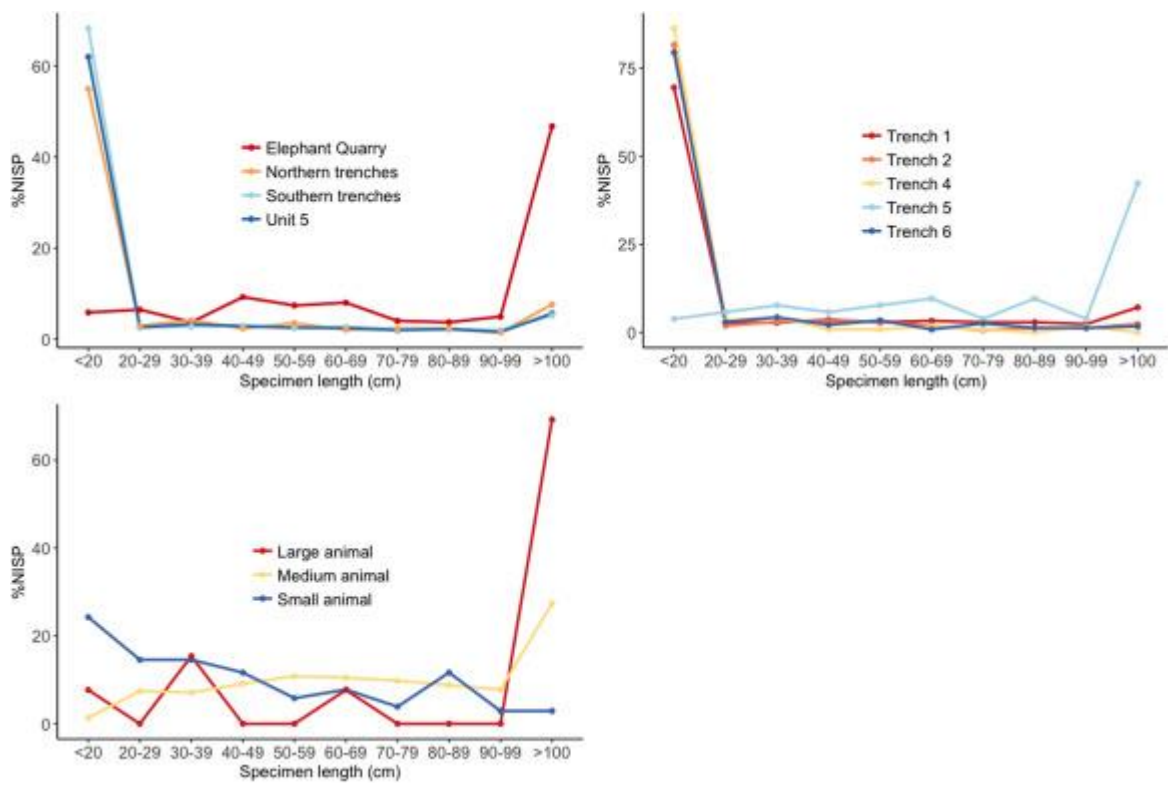 %NISP
60
40
20
0
Elephant Quarry
Northern trenches
Southern trenches
Unit 5
<20 20-29 30-39 40-49 50-59 60-69 70-79 80-89 90-99 >100
Specimen length (cm)
%NISP
75
50
25
0
Trench 1
Trench 2
Trench 4
Trench 5
Trench 6
<20 20-29 30-39 40-49 50-59 60-69 70-79 80-89 90-99 >100
Specimen length (cm)
%NISP
60
40
20
0
Large animal
Medium animal
Small animal
<20 20-29 30-39 40-49 50-59 60-69 70-79 80-89 90-99 >100
Specimen length (cm)